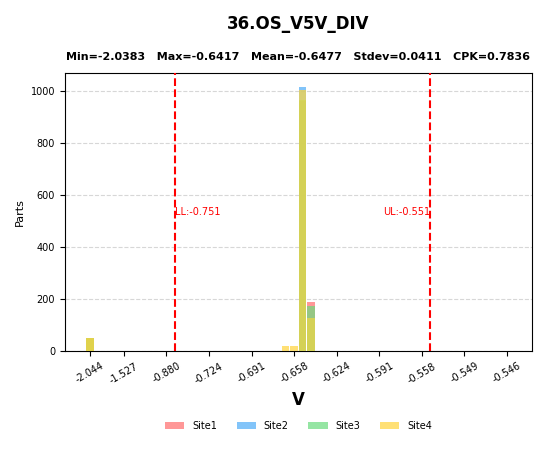 36.OS_V5V_DIV
Min=-2.0383 Max=-0.6417 Mean=-0.6477 Stdev=0.0411 CPK=0.7836
1000
800
600
400
200
0
Parts
LL:-0.751
UL:-0.551
-2.044 -1.527 -0.880 -0.724 -0.691 -0.658 -0.624 -0.591 -0.558 -0.549 -0.546
V
Site1 Site2 Site3 Site4